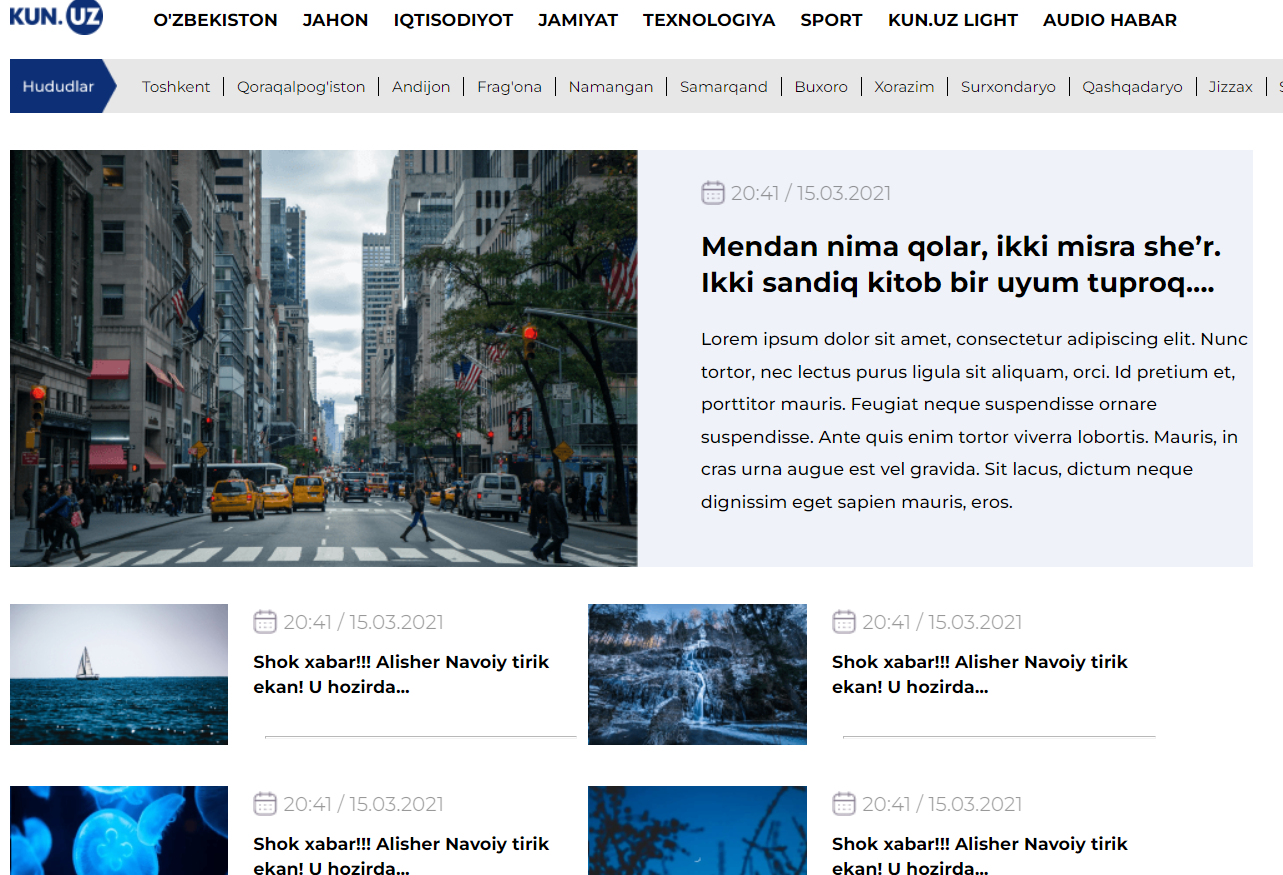 KUN.UZ
O'ZBEKISTON JAHON IQTISODIYOT JAMIYAT TEXNOLOGIYA SPORT KUN.UZ LIGHT AUDIO HABAR
Hududlar Toshkent Qoraqalpog'iston Andijon Frag'ona Namangan Samarqand Buxoro Xorazim Surxondaryo Qashqadaryo Jizzax
20:41 / 15.03.2021
Mendan nima qolar, ikki misra she’r.
Ikki sandiq kitob bir uyum tuproq....
Lorem ipsum dolor sit amet, consectetur adipiscing elit. Nunc
tortor, nec lectus purus ligula sit aliquam, orci. Id pretium et,
porttitor mauris. Feugiat neque suspendisse ornare
suspendisse. Ante quis enim tortor viverra lobortis. Mauris, in
cras urna augue est vel gravida. Sit lacus, dictum neque
dignissim eget sapien mauris, eros.
20:41 / 15.03.2021
Shok xabar!!! Alisher Navoiy tirik
ekan! U hozirda...
20:41 / 15.03.2021
Shok xabar!!! Alisher Navoiy tirik
ekan! U hozirda...
20:41 / 15.03.2021
Shok xabar!!! Alisher Navoiy tirik
ekan! U hozirda...
20:41 / 15.03.2021
Shok xabar!!! Alisher Navoiy tirik
ekan! U hozirda...